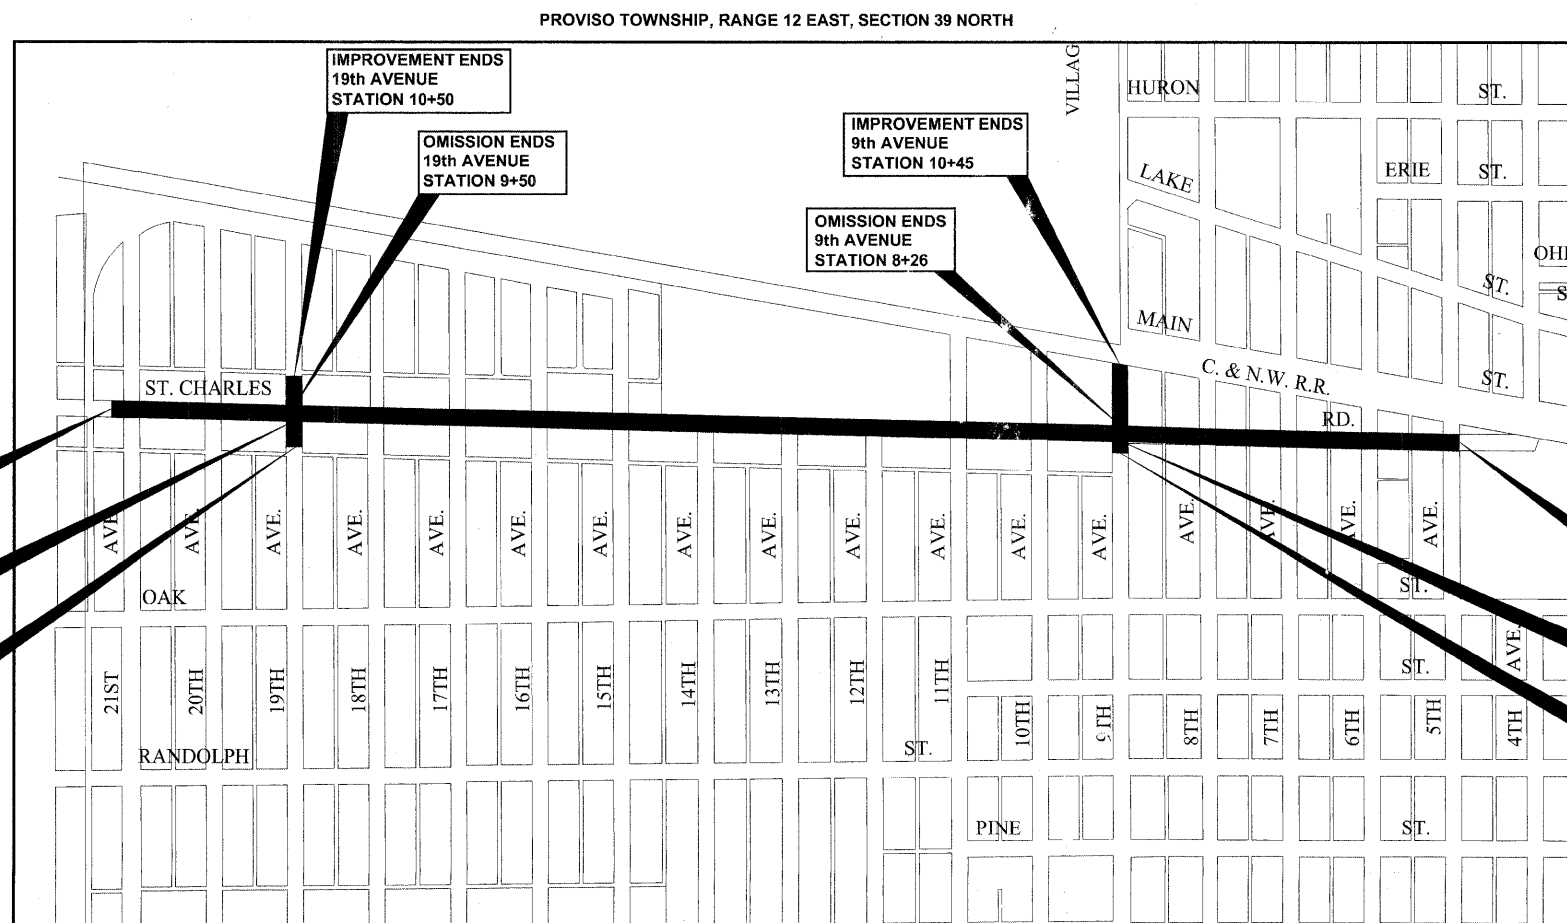 PROVISO TOWNSHIP, RANGE 12 EAST, SECTION 39 NORTH
IMPROVEMENT ENDS
19th AVENUE
STATION 10+50
OMISSION ENDS
19th AVENUE
STATION 9+50
IMPROVEMENT ENDS
9th AVENUE
STATION 10+45
OMISSION ENDS
9th AVENUE
STATION 8+26
VILLAG
HURON ST.
LAKE ST.
ERIE ST.
OHI
S
MAIN ST.
C. & N.W. R.R.
ST. CHARLES RD.
AVE. AVE. AVE. AVE. AVE. AVE. AVE. AVE. AVE. AVE. AVE. AVE. AVE. AVE. AVE. AVE. AVE. AVE.
OAK ST.
ST.
21ST 20TH 19TH 18TH 17TH 16TH 15TH 14TH 13TH 12TH 11TH 10TH 9TH 8TH 7TH 6TH 5TH 4TH
RANDOLPH ST.
PINE ST.